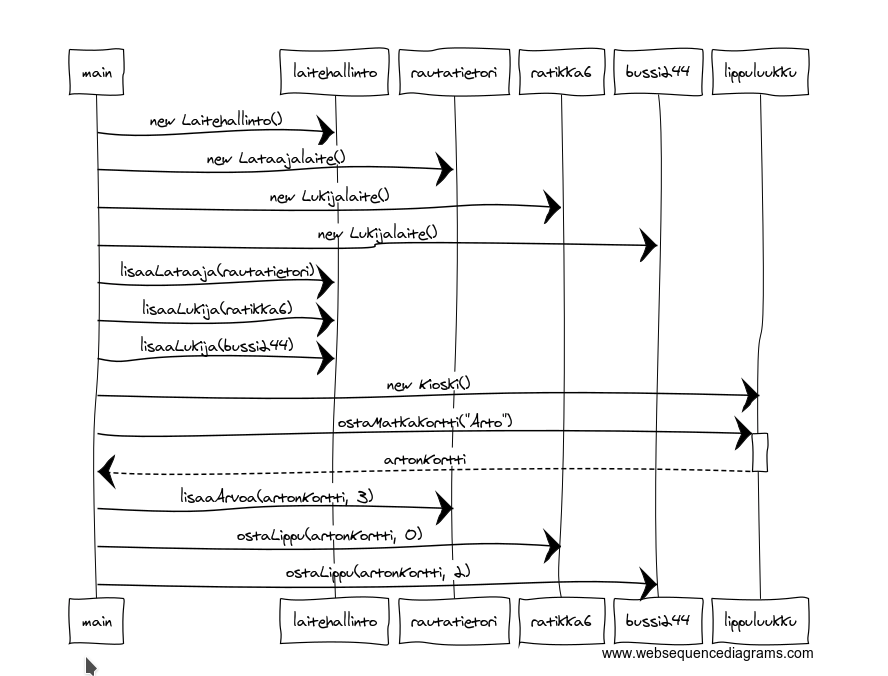 main
laitehallinto
rautatietori
ratikka6
bussi244
lippuluukku
new Laitehallinto()
new Lataajalaite()
new Lukijalaite()
new Lukijalaite()
lisaaLataaja(rautatietori)
lisaaLukija(ratikka6)
lisaaLukija(bussi244)
new Kioski()
ostaMatkakortti("Arto")
artonKortti
lisaaArvoa(artonKortti, 3)
ostaLippu(artonKortti, 0)
ostaLippu(artonKortti, 2)
main
laitehallinto
rautatietori
ratikka6
bussi244
lippuluukku
www.websequencediagrams.com